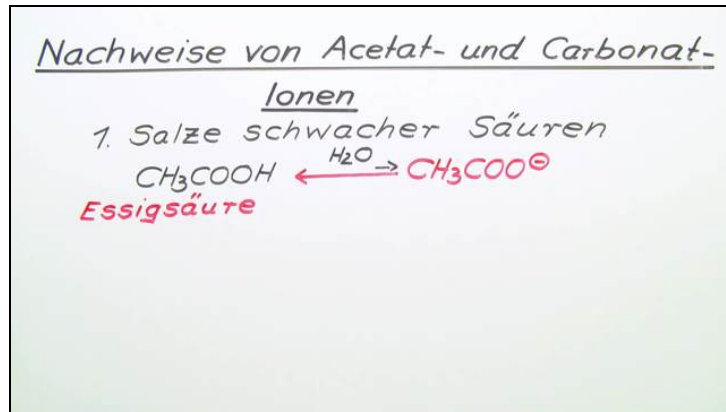 Nachweise von Acetat- und Carbonat-
Ionen
1. Salze schwacher Säuren
CH₃COOH ⟵ H₂O → CH₃COO⊖
Essigsäure